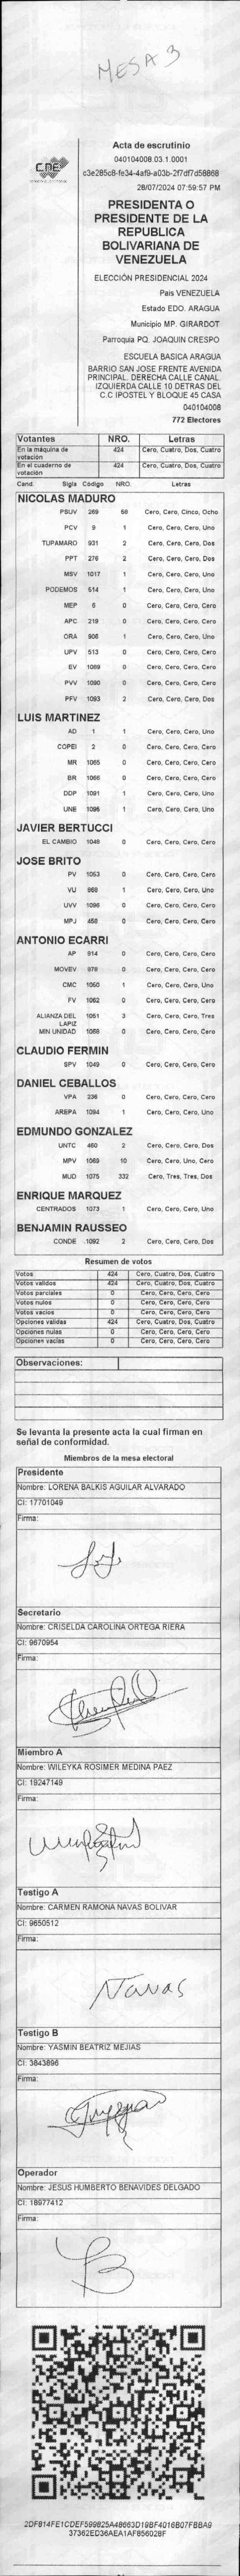 MESA 3
CNE
Acta de escrutinio
040104008.03.1.0001
c3e285c8-fe34-4af9-a03b-2f7df7d58868
28/07/2024 07:59:57 PM
PRESIDENTA O
PRESIDENTE DE LA
REPUBLICA
BOLIVARIANA DE
VENEZUELA
ELECCIÓN PRESIDENCIAL 2024
Pais VENEZUELA
Estado EDO. ARAGUA
Municipio MP. GIRARDOT
Parroquia PQ. JOAQUIN CRESPO
ESCUELA BASICA ARAGUA
BARRIO SAN JOSE FRENTE AVENIDA
PRINCIPAL. DERECHA CALLE CANAL.
IZQUIERDA CALLE 10 DETRAS DEL
C.C IPOSTEL Y BLOQUE 45 CASA
040104008
772 Electores
Votantes NRO. Letras
En la máquina de votación 424 Cero, Cuatro, Dos, Cuatro
En el cuaderno de votación 424 Cero, Cuatro, Dos, Cuatro
Cand. Sigla Código NRO. Letras
NICOLAS MADURO
PSUV 269 58 Cero, Cero, Cinco, Ocho
PCV 9 1 Cero, Cero, Cero, Uno
TUPAMARO 931 2 Cero, Cero, Cero, Dos
PPT 276 2 Cero, Cero, Cero, Dos
MSV 1017 1 Cero, Cero, Cero, Uno
PODEMOS 514 1 Cero, Cero, Cero, Uno
MEP 5 0 Cero, Cero, Cero, Cero
APC 219 0 Cero, Cero, Cero, Cero
ORA 908 1 Cero, Cero, Cero, Uno
UPV 513 0 Cero, Cero, Cero, Cero
EV 1089 0 Cero, Cero, Cero, Cero
PVV 1090 0 Cero, Cero, Cero, Cero
PFV 1093 2 Cero, Cero, Cero, Dos
LUIS MARTINEZ
AD 1 1 Cero, Cero, Cero, Uno
COPEI 2 0 Cero, Cero, Cero, Cero
MR 1065 0 Cero, Cero, Cero, Cero
BR 1066 0 Cero, Cero, Cero, Cero
DDP 1091 1 Cero, Cero, Cero, Uno
UNE 1095 1 Cero, Cero, Cero, Uno
JAVIER BERTUCCI
EL CAMBIO 1048 0 Cero, Cero, Cero, Cero
JOSE BRITO
PV 1053 0 Cero, Cero, Cero, Cero
VU 968 1 Cero, Cero, Cero, Uno
UVV 1096 0 Cero, Cero, Cero, Cero
MPJ 458 0 Cero, Cero, Cero, Cero
ANTONIO ECARRI
AP 914 0 Cero, Cero, Cero, Cero
MOVEV 978 0 Cero, Cero, Cero, Cero
CMC 1050 1 Cero, Cero, Cero, Uno
FV 1062 0 Cero, Cero, Cero, Cero
ALIANZA DEL LAPIZ 1051 3 Cero, Cero, Cero, Tres
MIN UNIDAD 1088 0 Cero, Cero, Cero, Cero
CLAUDIO FERMIN
SPV 1049 0 Cero, Cero, Cero, Cero
DANIEL CEBALLOS
VPA 236 0 Cero, Cero, Cero, Cero
AREPA 1094 1 Cero, Cero, Cero, Uno
EDMUNDO GONZALEZ
UNTC 460 2 Cero, Cero, Cero, Dos
MPV 1069 10 Cero, Cero, Uno, Cero
MUD 1075 332 Cero, Tres, Tres, Dos
ENRIQUE MARQUEZ
CENTRADOS 1073 1 Cero, Cero, Cero, Uno
BENJAMIN RAUSSEO
CONDE 1092 2 Cero, Cero, Cero, Dos
Resumen de votos
Votos 424 Cero, Cuatro, Dos, Cuatro
Votos validos 424 Cero, Cuatro, Dos, Cuatro
Votos parciales 0 Cero, Cero, Cero, Cero
Votos nulos 0 Cero, Cero, Cero, Cero
Votos vacios 0 Cero, Cero, Cero, Cero
Opciones validas 424 Cero, Cuatro, Dos, Cuatro
Opciones nulas 0 Cero, Cero, Cero, Cero
Opciones vacías 0 Cero, Cero, Cero, Cero
Observaciones:
Se levanta la presente acta la cual firman en
señal de conformidad.
Miembros de la mesa electoral
Presidente
Nombre: LORENA BALKIS AGUILAR ALVARADO
CI: 17701049
Firma:
Secretario
Nombre: CRISELDA CAROLINA ORTEGA RIERA
CI: 9670954
Firma:
Miembro A
Nombre: WILEYKA ROSIMER MEDINA PAEZ
CI: 19247149
Firma:
Testigo A
Nombre: CARMEN RAMONA NAVAS BOLIVAR
CI: 9650512
Firma:
Navas
Testigo B
Nombre: YASMIN BEATRIZ MEJIAS
CI: 3843896
Firma:
Operador
Nombre: JESUS HUMBERTO BENAVIDES DELGADO
CI: 18977412
Firma:
2DF814FE1CDEF599825A48663D19BF4016B07FBBA9
37362ED36AEA1AF856028F